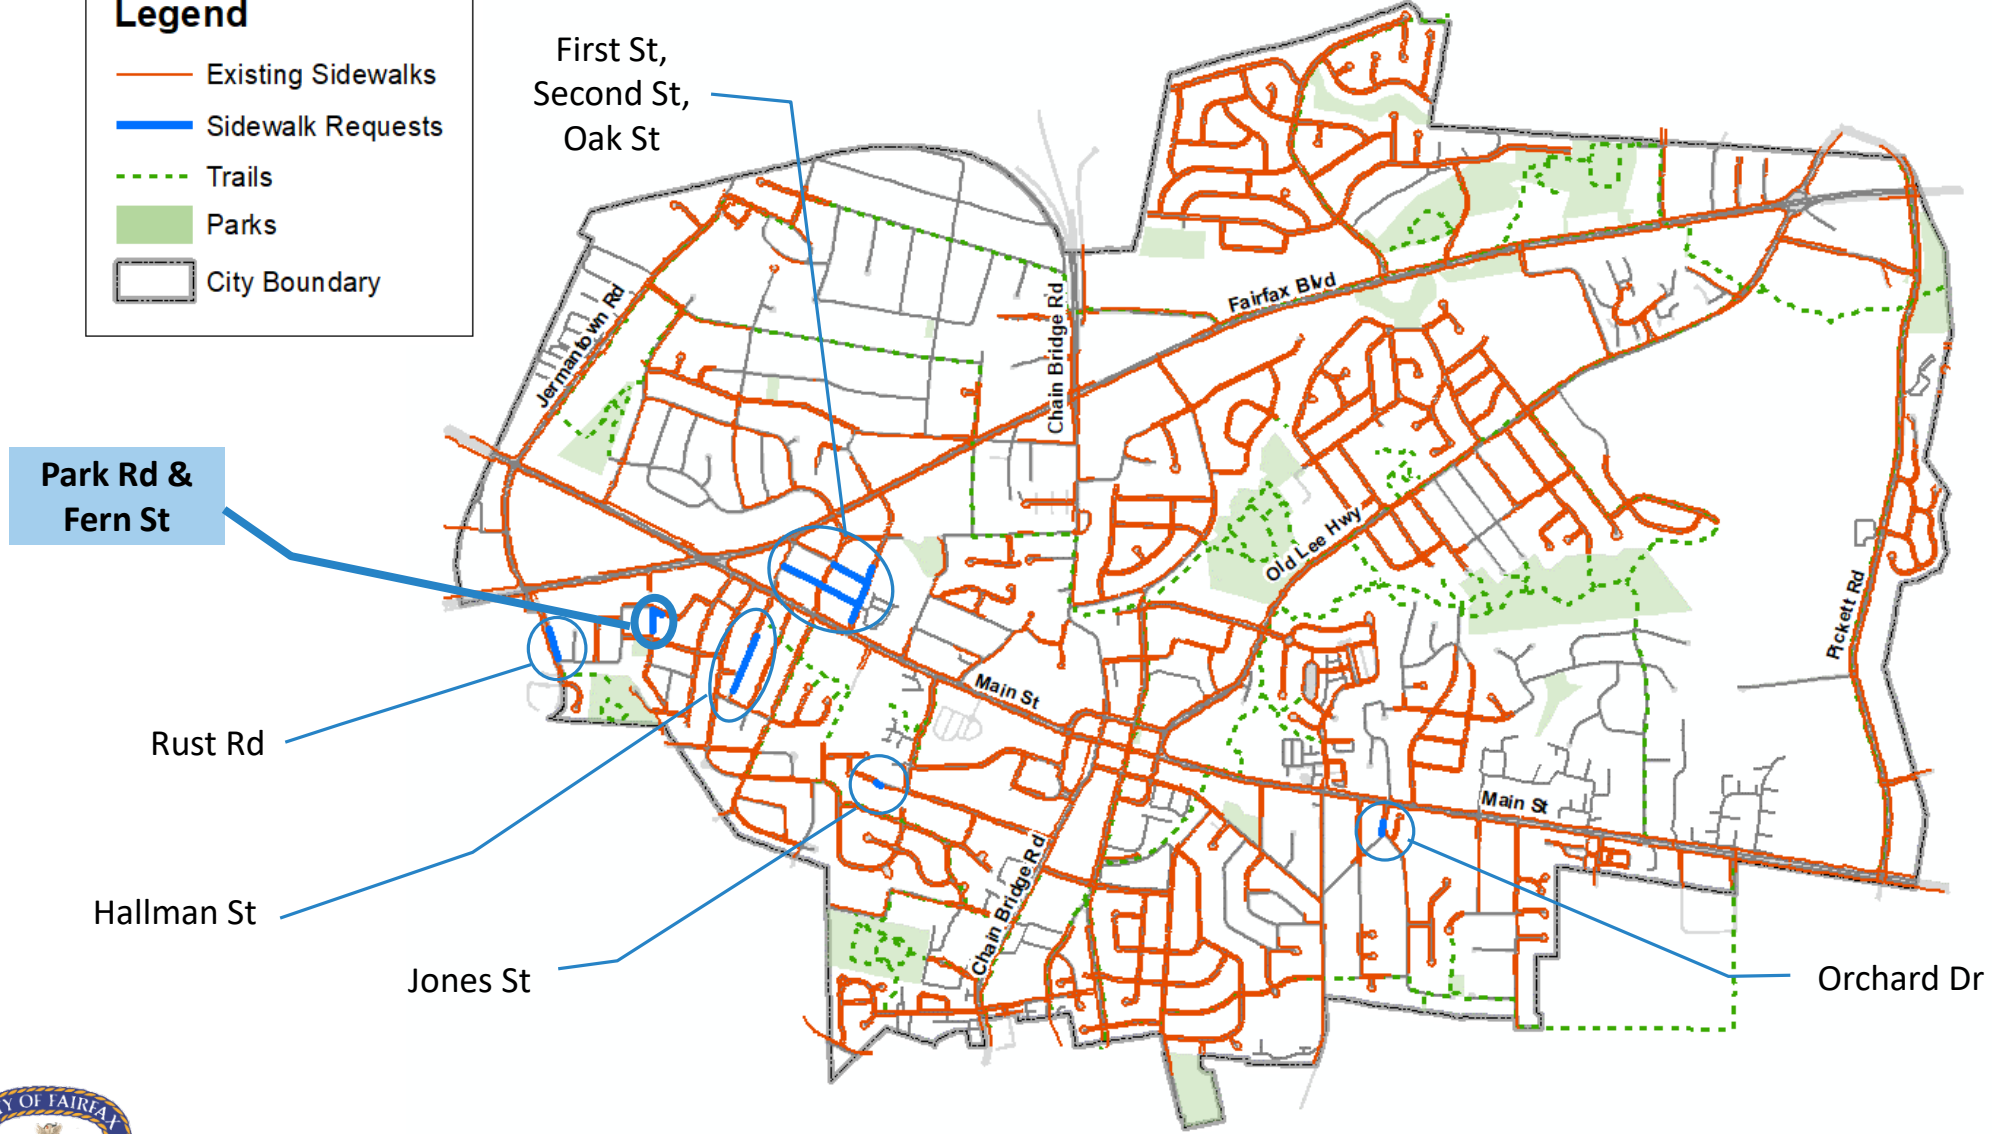 Legend
Existing Sidewalks
Sidewalk Requests
Trails
Parks
City Boundary
First St,
Second St,
Oak St
Jermantown Rd
Chain Bridge Rd
Fairfax Blvd
Park Rd &
Fern St
Old Lee Hwy
Pickett Rd
Main St
Rust Rd
Main St
Hallman St
Chain Bridge Rd
Jones St
Orchard Dr
OF FAIRFAX